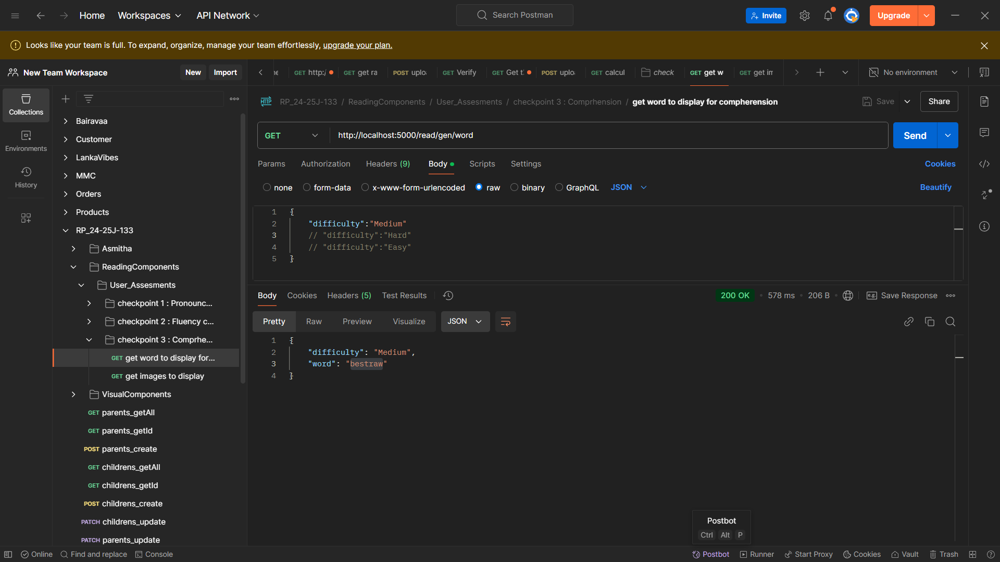 Home Workspaces API Network Search Postman Invite Upgrade
Looks like your team is full. To expand, organize, manage your team effortlessly, upgrade your plan.
New Team Workspace New Import GET http:/ GET get ra POST uplo GET Verify GET Get t POST uplo GET calcul check GET get w GET get im No environment
Collections
Environments
History
Bairavaa
Customer
LankaVibes
MMC
Orders
Products
RP_24-25J-133
Asmitha
ReadingComponents
User_Assesments
checkpoint 1 : Pronounc...
checkpoint 2 : Fluency c...
checkpoint 3 : Comprhe...
GET get word to display for...
GET get images to display
VisualComponents
GET parents_getAll
GET parents_getId
POST parents_create
GET childrens_getAll
GET childrens_getId
POST childrens_create
PATCH childrens_update
PATCH parents_update
HTTP RP_24-25J-133 / ReadingComponents / User_Assesments / checkpoint 3 : Comprhension / get word to display for compherension Save Share
GET http://localhost:5000/read/gen/word Send
Params Authorization Headers (9) Body Scripts Settings Cookies
none form-data x-www-form-urlencoded raw binary GraphQL JSON Beautify
1 {
2 "difficulty":"Medium"
3 // "difficulty":"Hard"
4 // "difficulty":"Easy"
5 }
Body Cookies Headers (5) Test Results 200 OK • 578 ms • 206 B • e.g. Save Response
Pretty Raw Preview Visualize JSON
1 {
2 "difficulty": "Medium",
3 "word": "bestraw"
4 }
Postbot
Ctrl Alt P
Online Find and replace Console Postbot Runner Start Proxy Cookies Vault Trash